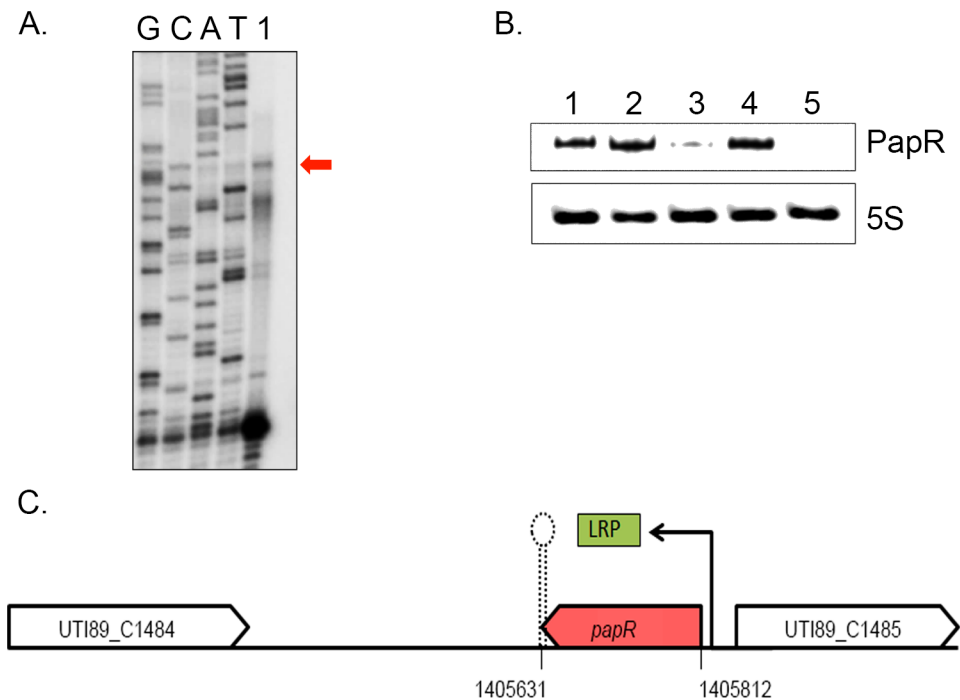 A.
G C A T 1
B.
1 2 3 4 5
PapR
5S
C.
LRP
UTI89_C1484
papR
UTI89_C1485
1405631
1405812